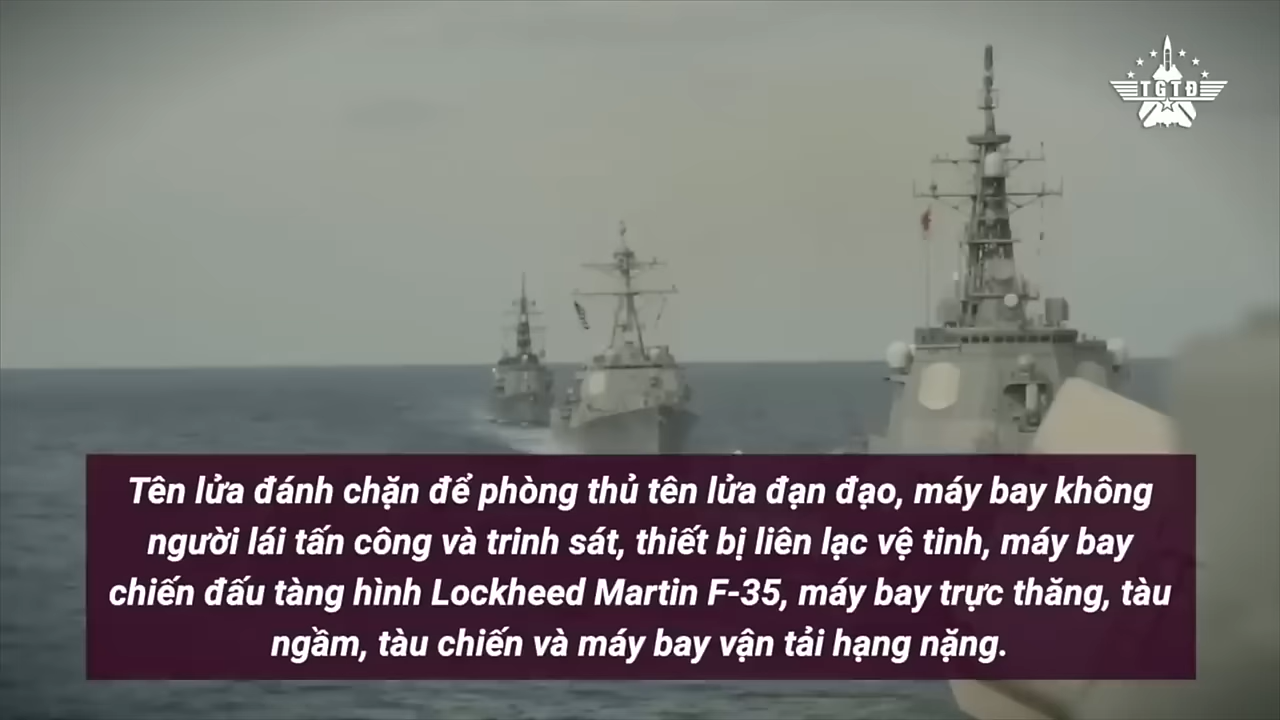 TGTĐ
Tên lửa đánh chặn để phòng thủ tên lửa đạn đạo, máy bay không
người lái tấn công và trinh sát, thiết bị liên lạc vệ tinh, máy bay
chiến đấu tàng hình Lockheed Martin F-35, máy bay trực thăng, tàu
ngầm, tàu chiến và máy bay vận tải hạng nặng.